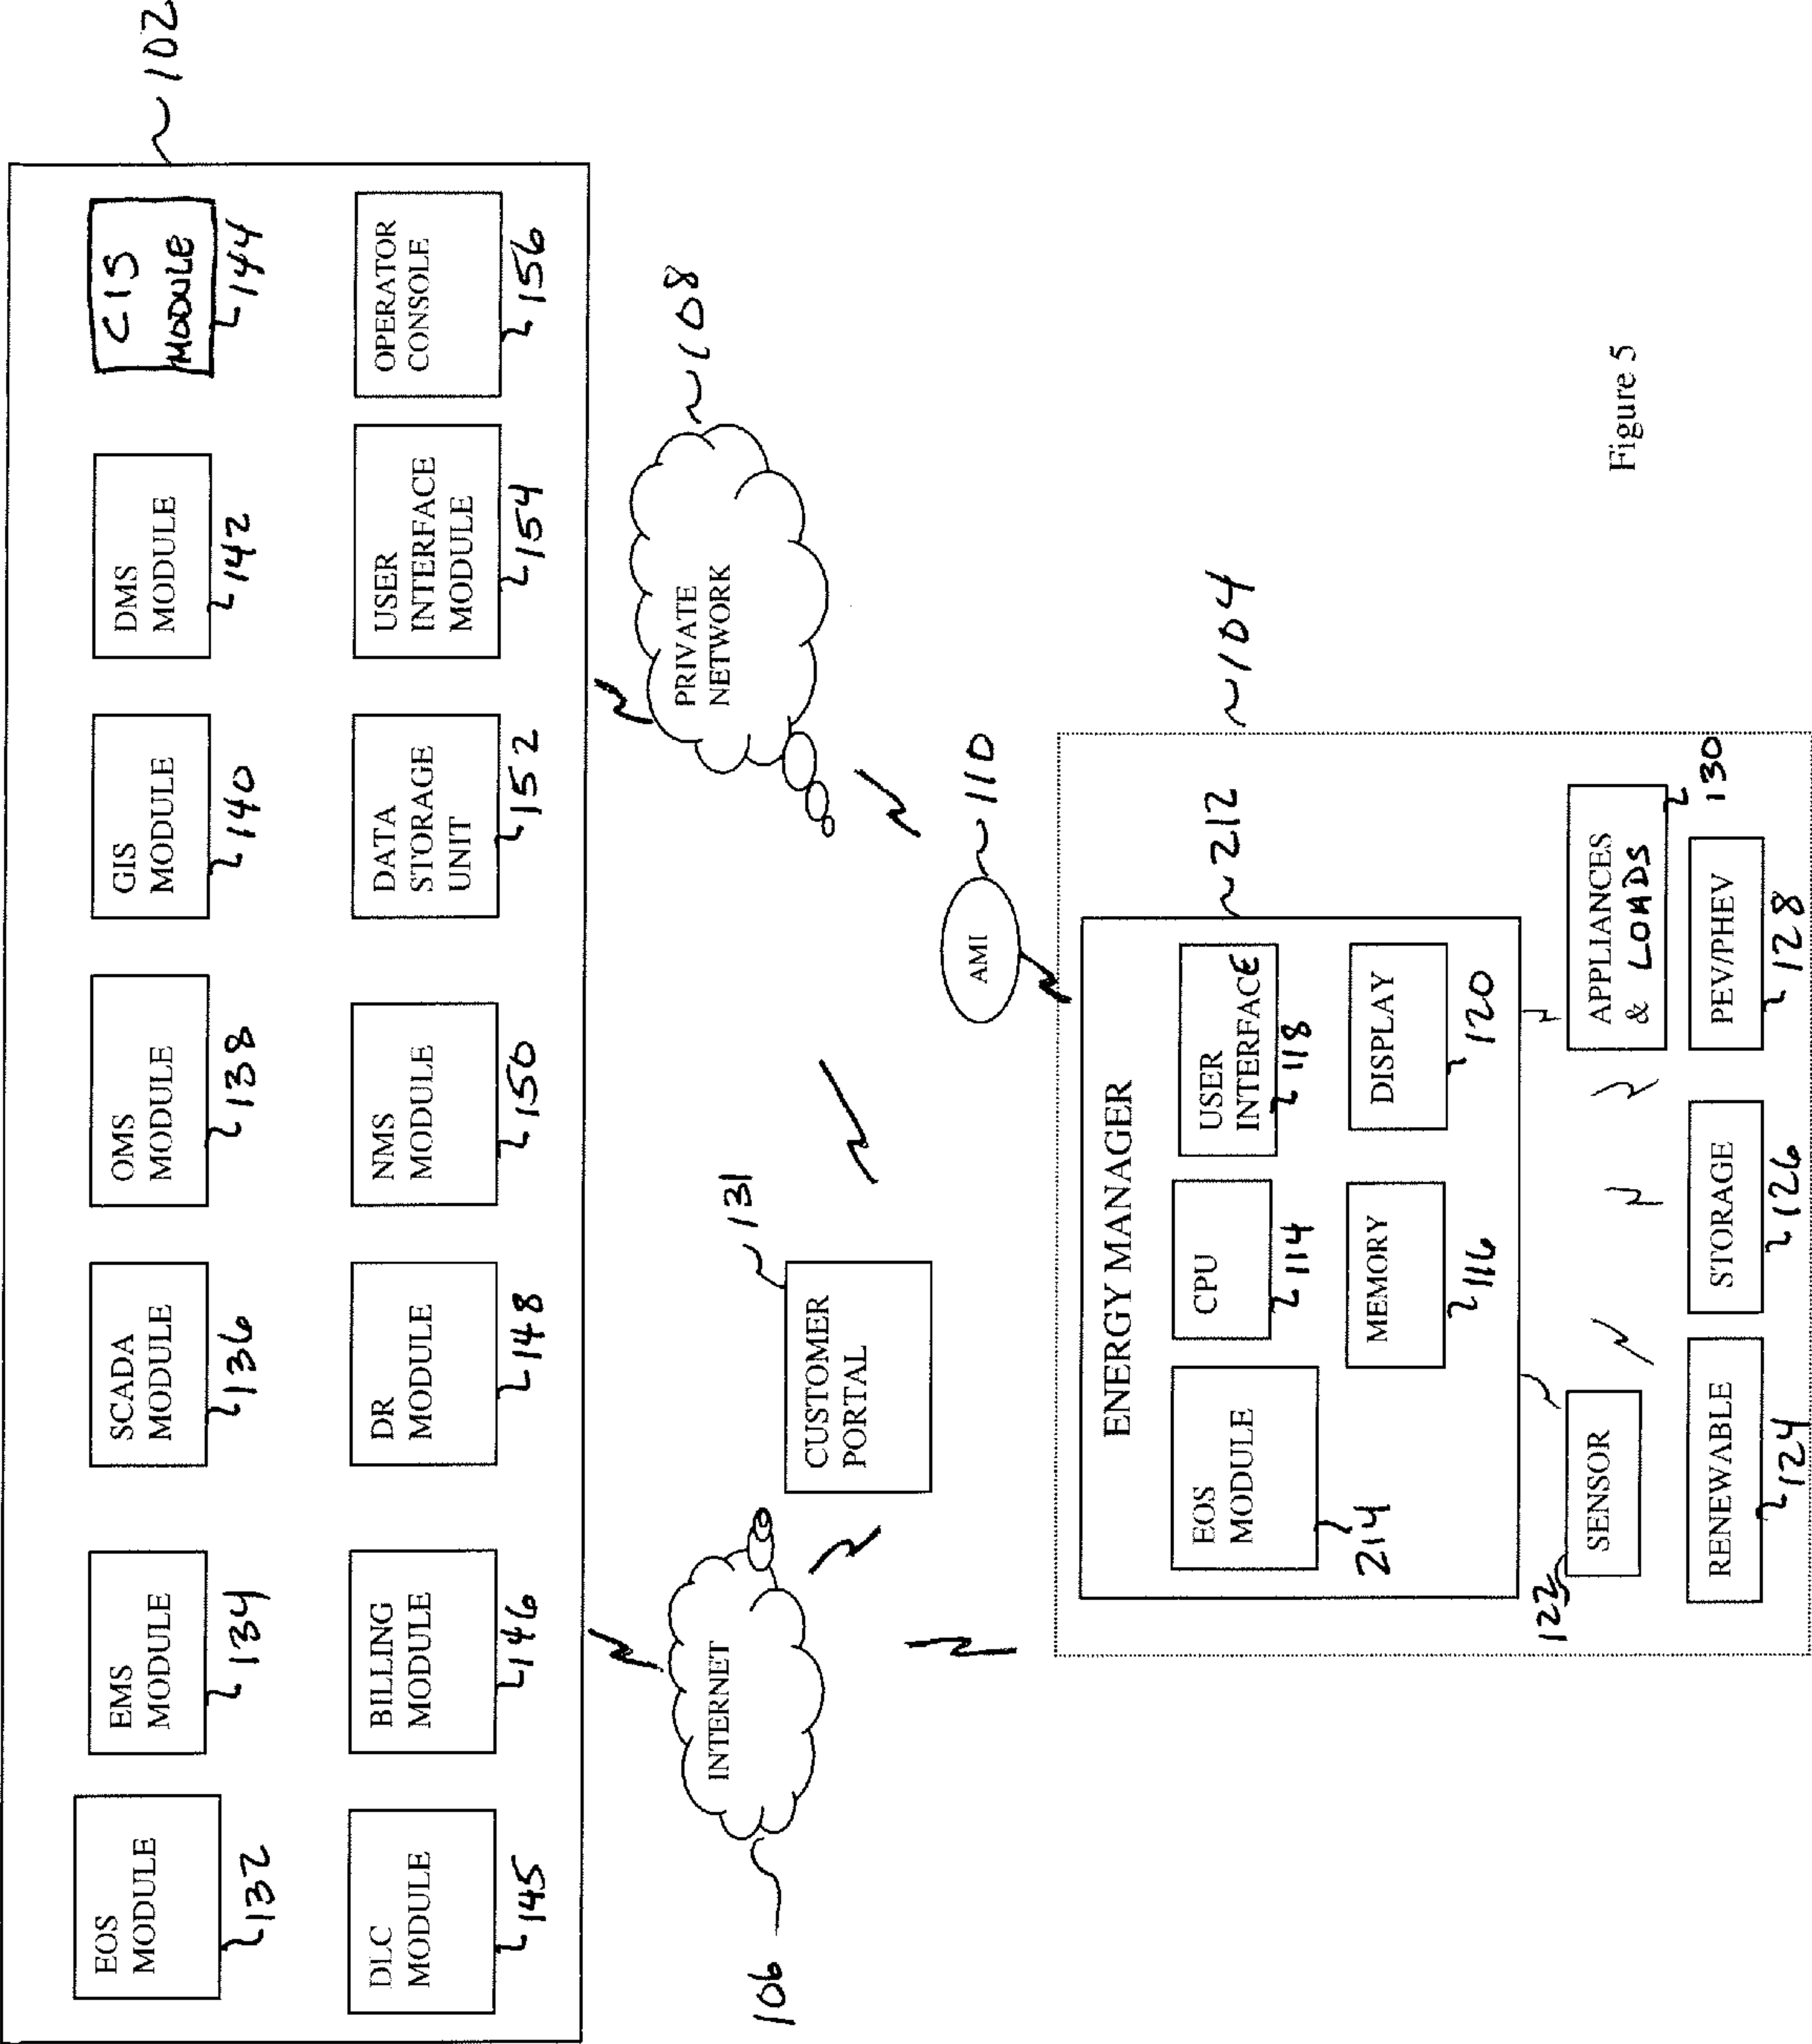 102
EOS
MODULE
132
EMS
MODULE
134
SCADA
MODULE
136
OMS
MODULE
138
GIS
MODULE
140
DMS
MODULE
142
CIS
MODULE
144
DLC
MODULE
145
BILLING
MODULE
146
DR
MODULE
148
NMS
MODULE
150
DATA
STORAGE
UNIT
152
USER
INTERFACE
MODULE
154
OPERATOR
CONSOLE
156
INTERNET
106
PRIVATE
NETWORK
108
CUSTOMER
PORTAL
131
AMI
110
104
ENERGY MANAGER
212
EOS
MODULE
214
CPU
114
USER
INTERFACE
118
MEMORY
116
DISPLAY
120
SENSOR
122
APPLIANCES
& LOADS
130
RENEWABLE
124
STORAGE
126
PEV/PHEV
128
Figure 5